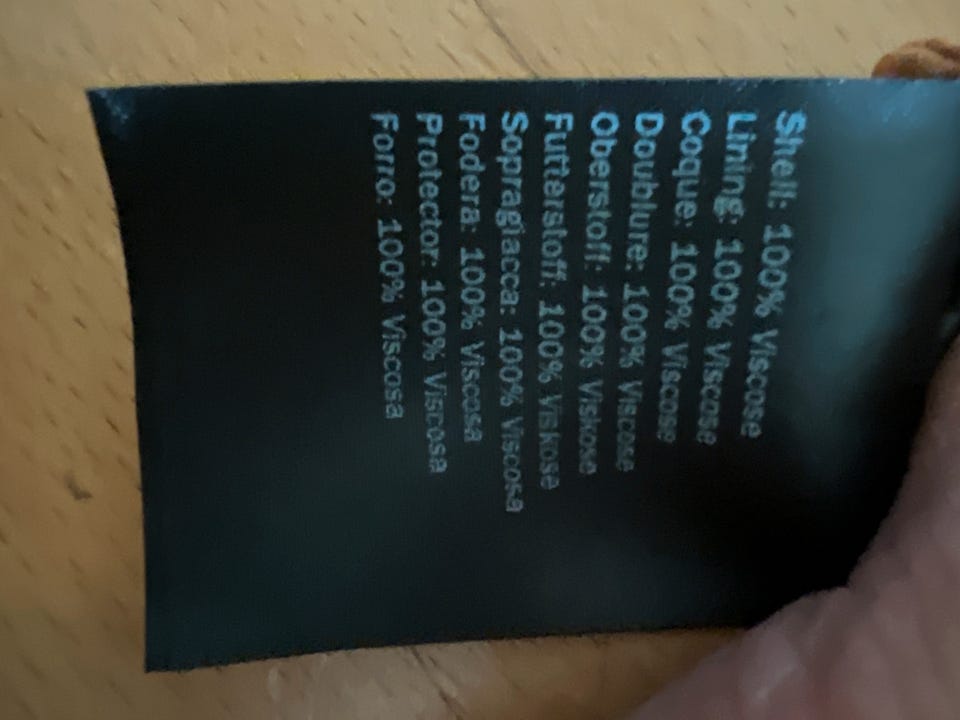 Shell: 100% Viscose
Lining: 100% Viscose
Coque: 100% Viscose
Doublure: 100% Viscose
Oberstoff: 100% Viskose
Futterstoff: 100% Viskose
Sopragiacca: 100% Viscosa
Fodera: 100% Viscosa
Protector: 100% Viscosa
Forro: 100% Viscosa